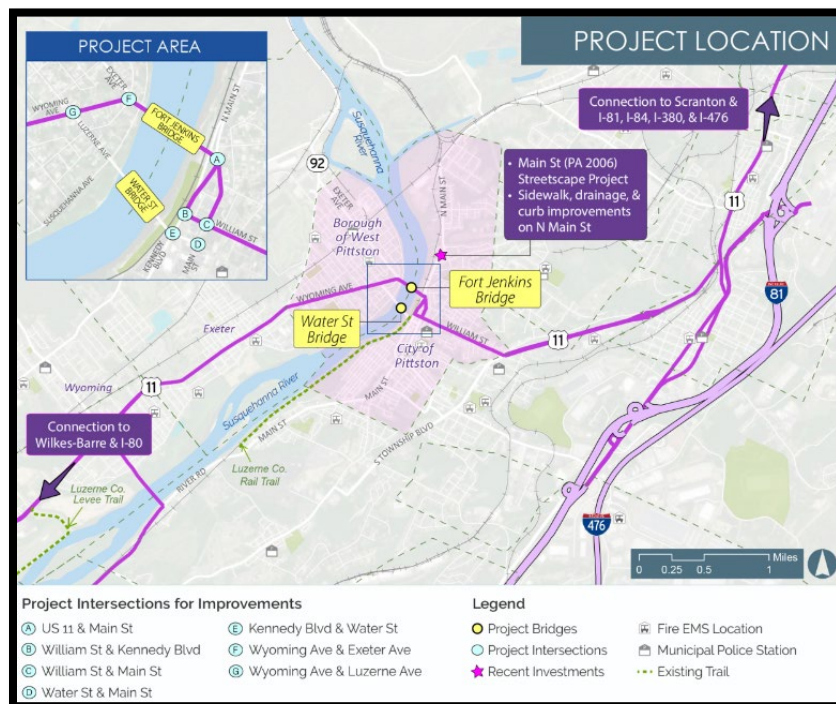 PROJECT LOCATION
PROJECT AREA
EXETER AVE
WYOMING AVE
G
F
LUZERNE AVE
FORT JENKINS
BRIDGE
N MAIN ST
A
SUSQUEHANNA AVE
WATER ST
BRIDGE
B
C
WILLIAM ST
E
D
KENNEDY
BLVD
MAIN
ST
Susquehanna
River
92
Connection to Scranton &
I-81, I-84, I-380, & I-476
• Main St (PA 2006)
Streetscape Project
• Sidewalk, drainage, &
curb improvements
on N Main St
11
81
EXETER
AVE
N MAIN ST
Borough
of West
Pittston
WYOMING AVE
Fort Jenkins
Bridge
Water St
Bridge
Exeter
WILLIAM ST
11
City of
Pittston
Wyoming
11
Susquehanna River
MAIN ST
MAIN ST
S TOWNSHIP BLVD
Connection to
Wilkes-Barre & I-80
RIVER RD
Luzerne Co.
Rail Trail
Luzerne Co.
Levee Trail
476
Miles
0 0.25 0.5 1
Project Intersections for Improvements
A US 11 & Main St
B William St & Kennedy Blvd
C William St & Main St
D Water St & Main St
E Kennedy Blvd & Water St
F Wyoming Ave & Exeter Ave
G Wyoming Ave & Luzerne Ave
Legend
Project Bridges
Project Intersections
Recent Investments
Fire EMS Location
Municipal Police Station
Existing Trail